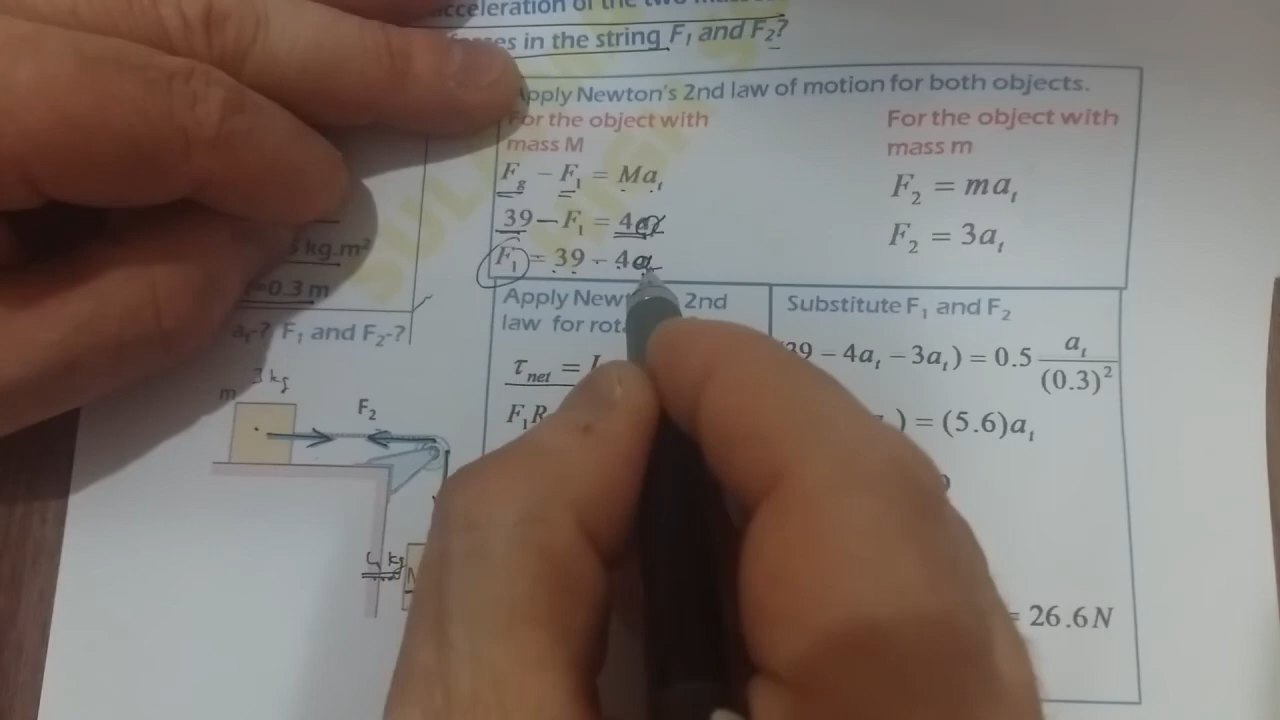 acceleration of the two
in the string F₁ and F₂?
Apply Newton's 2nd law of motion for both objects.
For the object with
mass M
F_g − F₁ = Ma_t
39 − F₁ = 4a
F₁ = 39 − 4a
For the object with
mass m
F₂ = ma_t
F₂ = 3a_t
kg.m²
=0.3 m
F₁ and F₂-?
3 kg
m
F₂
4 kg
Apply 2nd
law for
τ_net =
F₁R
Substitute F₁ and F₂
39 − 4a_t − 3a_t) = 0.5 a_t/(0.3)²
) = (5.6)a_t
= 26.6N